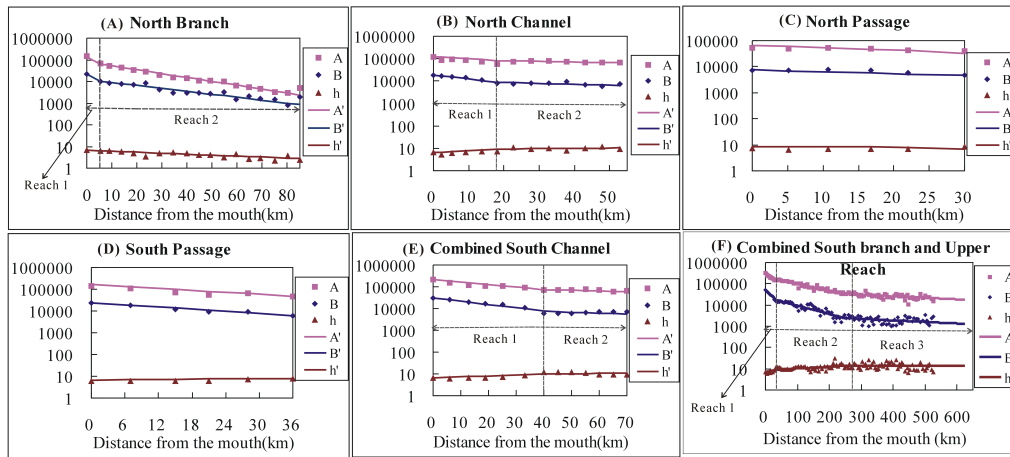 (A) North Branch
1000000
100000
10000
1000
100
10
1
0 10 20 30 40 50 60 70 80
Distance from the mouth(km)
Reach 1
Reach 2
A
B
h
A'
B'
h'
(B) North Channel
1000000
100000
10000
1000
100
10
1
0 10 20 30 40 50
Distance from the mouth(km)
Reach 1
Reach 2
A
B
h
A'
B'
h'
(C) North Passage
100000
10000
1000
100
10
1
0 5 10 15 20 25 30
Distance from the mouth(km)
A
B
h
A'
B'
h'
(D) South Passage
1000000
100000
10000
1000
100
10
1
0 6 12 18 24 30 36
Distance from the mouth(km)
A
B
h
A'
B'
h'
(E) Combined South Channel
1000000
100000
10000
1000
100
10
1
0 10 20 30 40 50 60 70
Distance from the mouth(km)
Reach 1
Reach 2
A
B
h
A'
B'
h'
(F) Combined South branch and Upper
Reach
1000000
100000
10000
1000
100
10
1
0 100 200 300 400 500 600
Distance from the mouth (km)
Reach 1
Reach 2
Reach 3
A
B
h
A'
B'
h'